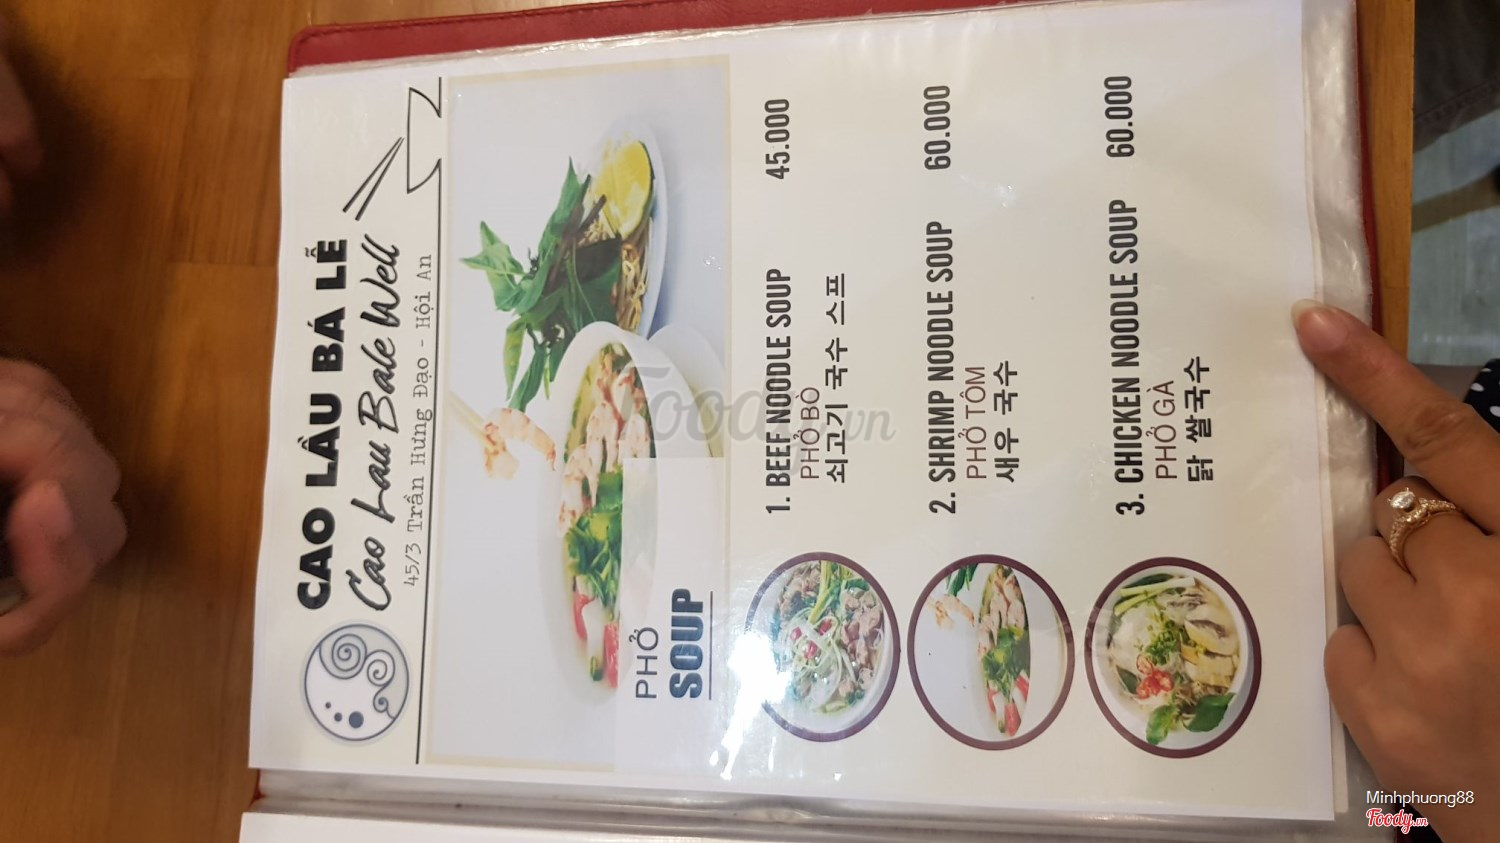 CAO LẦU BÁ LỄ
Cao Lau Bale Well
45/3 Trần Hưng Đạo - Hội An
PHỞ
SOUP
1. BEEF NOODLE SOUP 45.000
PHỞ BÒ
쇠고기 국수 스프
2. SHRIMP NOODLE SOUP 60.000
PHỞ TÔM
새우 국수
3. CHICKEN NOODLE SOUP 60.000
PHỞ GÀ
닭 쌀국수
Foody.vn
Minhphuong88
Foody.vn